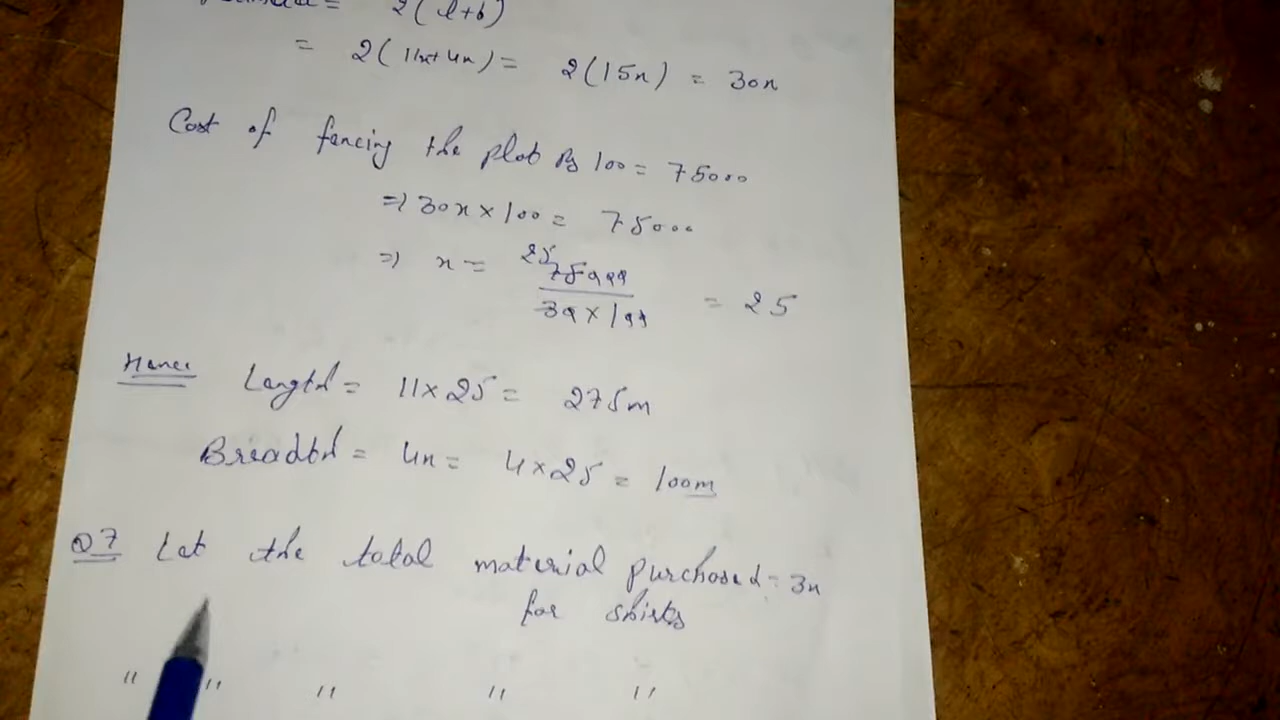 = 2(l+b)
= 2(11x+4x) = 2(15x) = 30x
Cost of fencing the plot @ 100 = 75000
=> 30x × 100 = 75000
=> x = 75000 / 30×100 = 25
25
Hence Length = 11×25 = 275m
Breadth = 4x = 4×25 = 100m
Q7 Let the total material purchased = 3x
for shirts
" " " " "